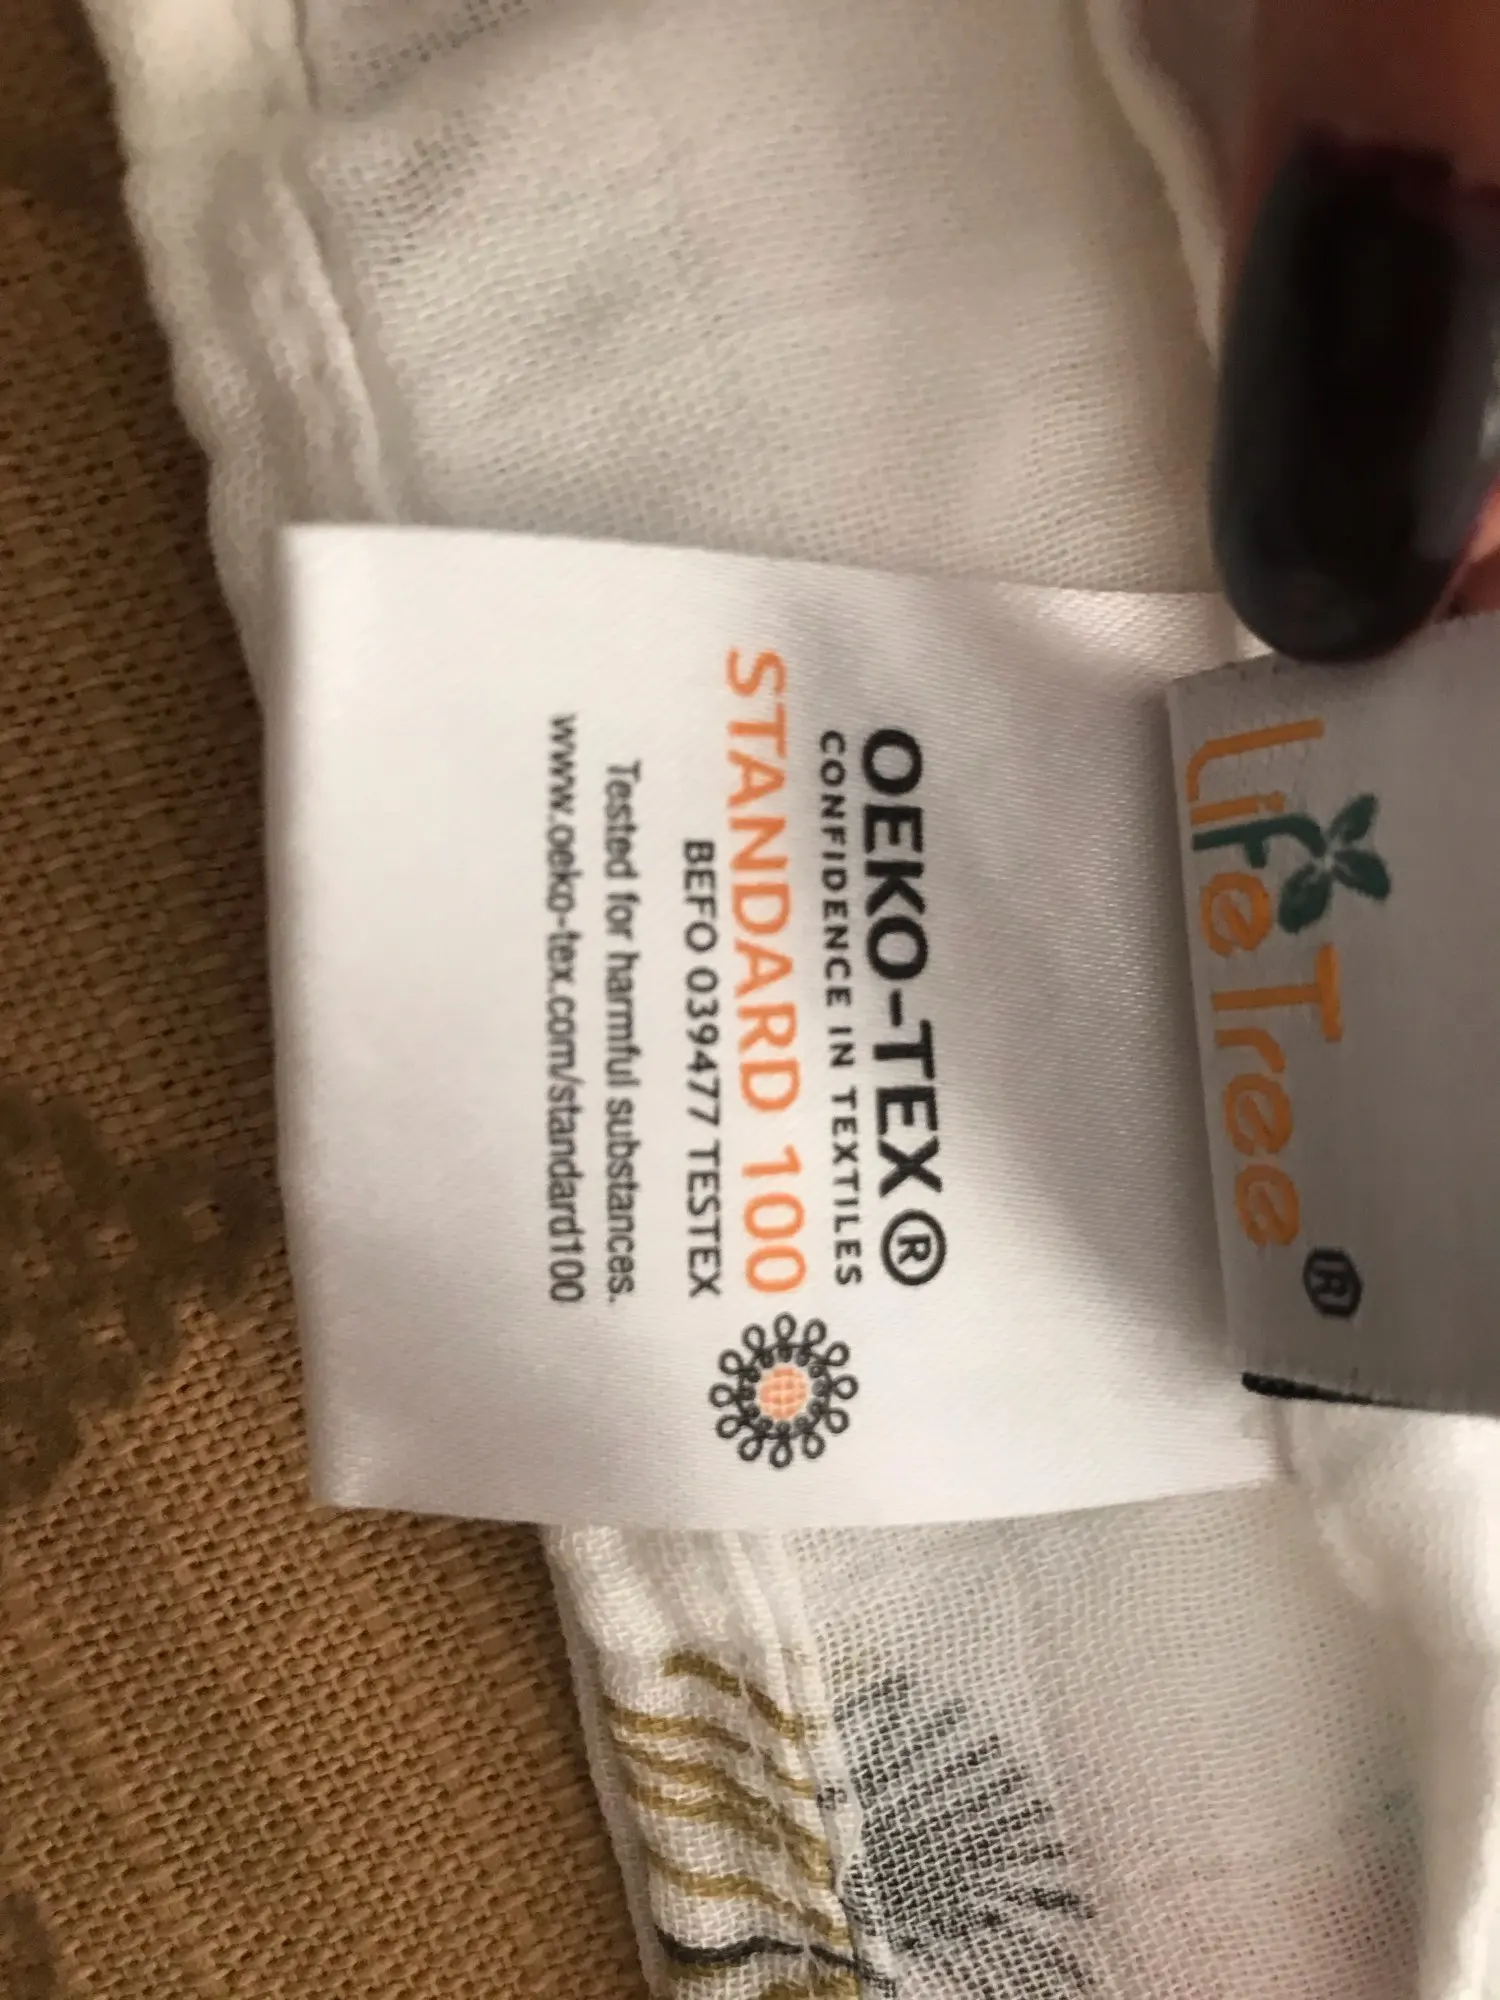 LifeTree®
OEKO-TEX®
CONFIDENCE IN TEXTILES
STANDARD 100
BEFO 039477 TESTEX
Tested for harmful substances.
www.oeko-tex.com/standard100